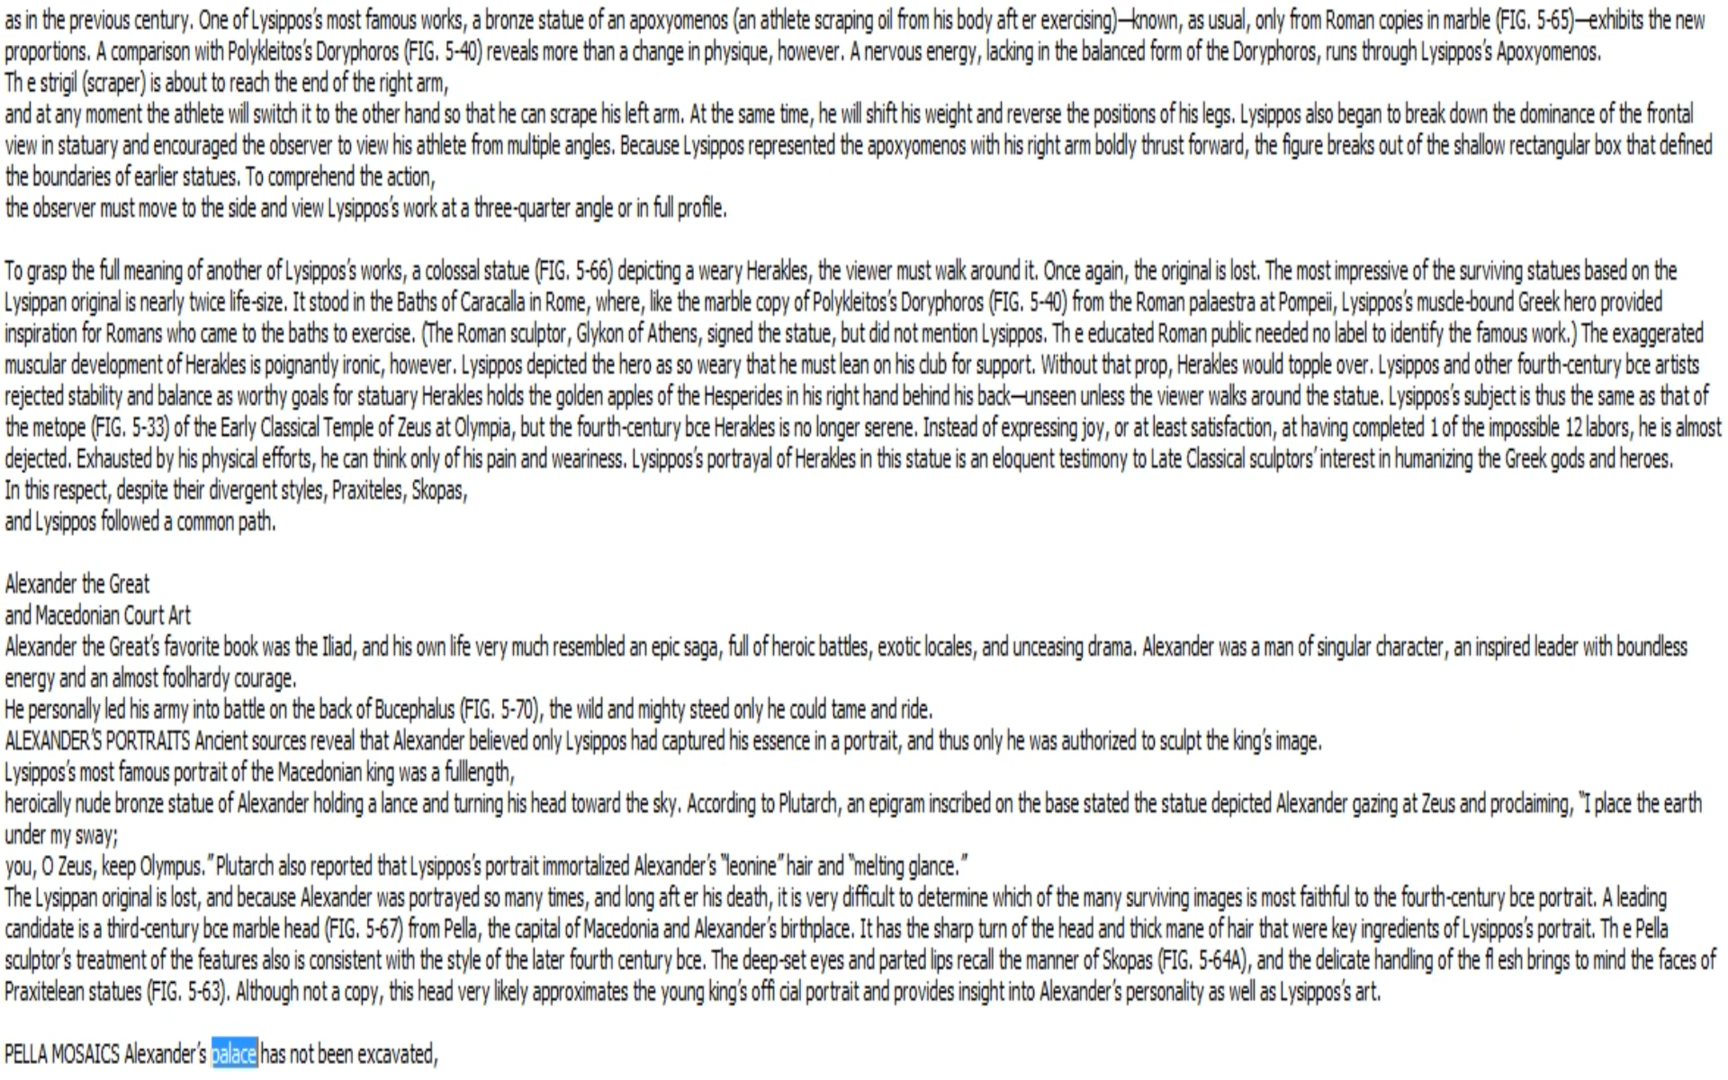 as in the previous century. One of Lysippos's most famous works, a bronze statue of an apoxyomenos (an athlete scraping oil from his body aft er exercising)—known, as usual, only from Roman copies in marble (FIG. 5-65)—exhibits the new
proportions. A comparison with Polykleitos's Doryphoros (FIG. 5-40) reveals more than a change in physique, however. A nervous energy, lacking in the balanced form of the Doryphoros, runs through Lysippos's Apoxyomenos.
Th e strigil (scraper) is about to reach the end of the right arm,
and at any moment the athlete will switch it to the other hand so that he can scrape his left arm. At the same time, he will shift his weight and reverse the positions of his legs. Lysippos also began to break down the dominance of the frontal
view in statuary and encouraged the observer to view his athlete from multiple angles. Because Lysippos represented the apoxyomenos with his right arm boldly thrust forward, the figure breaks out of the shallow rectangular box that defined
the boundaries of earlier statues. To comprehend the action,
the observer must move to the side and view Lysippos's work at a three-quarter angle or in full profile.
To grasp the full meaning of another of Lysippos's works, a colossal statue (FIG. 5-66) depicting a weary Herakles, the viewer must walk around it. Once again, the original is lost. The most impressive of the surviving statues based on the
Lysippan original is nearly twice life-size. It stood in the Baths of Caracalla in Rome, where, like the marble copy of Polykleitos's Doryphoros (FIG. 5-40) from the Roman palaestra at Pompeii, Lysippos's muscle-bound Greek hero provided
inspiration for Romans who came to the baths to exercise. (The Roman sculptor, Glykon of Athens, signed the statue, but did not mention Lysippos. Th e educated Roman public needed no label to identify the famous work.) The exaggerated
muscular development of Herakles is poignantly ironic, however. Lysippos depicted the hero as so weary that he must lean on his club for support. Without that prop, Herakles would topple over. Lysippos and other fourth-century bce artists
rejected stability and balance as worthy goals for statuary Herakles holds the golden apples of the Hesperides in his right hand behind his back—unseen unless the viewer walks around the statue. Lysippos's subject is thus the same as that of
the metope (FIG. 5-33) of the Early Classical Temple of Zeus at Olympia, but the fourth-century bce Herakles is no longer serene. Instead of expressing joy, or at least satisfaction, at having completed 1 of the impossible 12 labors, he is almost
dejected. Exhausted by his physical efforts, he can think only of his pain and weariness. Lysippos's portrayal of Herakles in this statue is an eloquent testimony to Late Classical sculptors' interest in humanizing the Greek gods and heroes.
In this respect, despite their divergent styles, Praxiteles, Skopas,
and Lysippos followed a common path.
Alexander the Great
and Macedonian Court Art
Alexander the Great's favorite book was the Iliad, and his own life very much resembled an epic saga, full of heroic battles, exotic locales, and unceasing drama. Alexander was a man of singular character, an inspired leader with boundless
energy and an almost foolhardy courage.
He personally led his army into battle on the back of Bucephalus (FIG. 5-70), the wild and mighty steed only he could tame and ride.
ALEXANDER'S PORTRAITS Ancient sources reveal that Alexander believed only Lysippos had captured his essence in a portrait, and thus only he was authorized to sculpt the king's image.
Lysippos's most famous portrait of the Macedonian king was a fulllength,
heroically nude bronze statue of Alexander holding a lance and turning his head toward the sky. According to Plutarch, an epigram inscribed on the base stated the statue depicted Alexander gazing at Zeus and proclaiming, “I place the earth
under my sway;
you, O Zeus, keep Olympus.” Plutarch also reported that Lysippos's portrait immortalized Alexander's “leonine” hair and “melting glance.”
The Lysippan original is lost, and because Alexander was portrayed so many times, and long aft er his death, it is very difficult to determine which of the many surviving images is most faithful to the fourth-century bce portrait. A leading
candidate is a third-century bce marble head (FIG. 5-67) from Pella, the capital of Macedonia and Alexander's birthplace. It has the sharp turn of the head and thick mane of hair that were key ingredients of Lysippos's portrait. Th e Pella
sculptor's treatment of the features also is consistent with the style of the later fourth century bce. The deep-set eyes and parted lips recall the manner of Skopas (FIG. 5-64A), and the delicate handling of the fl esh brings to mind the faces of
Praxitelean statues (FIG. 5-63). Although not a copy, this head very likely approximates the young king's offi cial portrait and provides insight into Alexander's personality as well as Lysippos's art.
PELLA MOSAICS Alexander's palace has not been excavated,